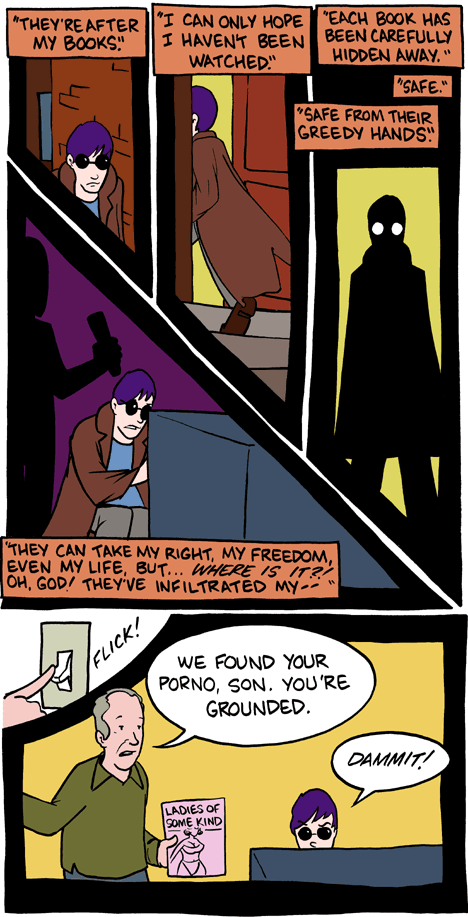 "THEY'RE AFTER
MY BOOKS."
"I CAN ONLY HOPE
I HAVEN'T BEEN
WATCHED."
"EACH BOOK HAS
BEEN CAREFULLY
HIDDEN AWAY."
"SAFE."
"SAFE FROM THEIR
GREEDY HANDS."
"THEY CAN TAKE MY RIGHT, MY FREEDOM,
EVEN MY LIFE, BUT... WHERE IS IT?!
OH, GOD! THEY'VE INFILTRATED MY--"
FLICK!
WE FOUND YOUR
PORNO, SON. YOU'RE
GROUNDED.
DAMMIT!
LADIES OF
SOME KIND